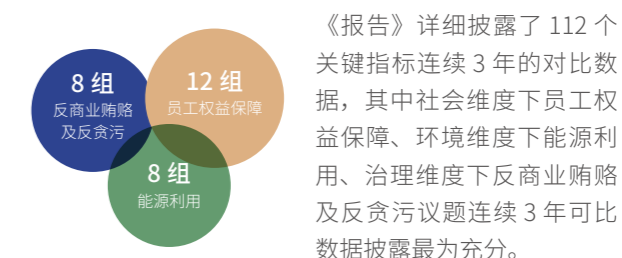 8 组
反商业贿赂
及反贪污
12 组
员工权益保障
8 组
能源利用
《报告》详细披露了 112 个
关键指标连续 3 年的对比数
据，其中社会维度下员工权
益保障、环境维度下能源利
用、治理维度下反商业贿赂
及反贪污议题连续 3 年可比
数据披露最为充分。